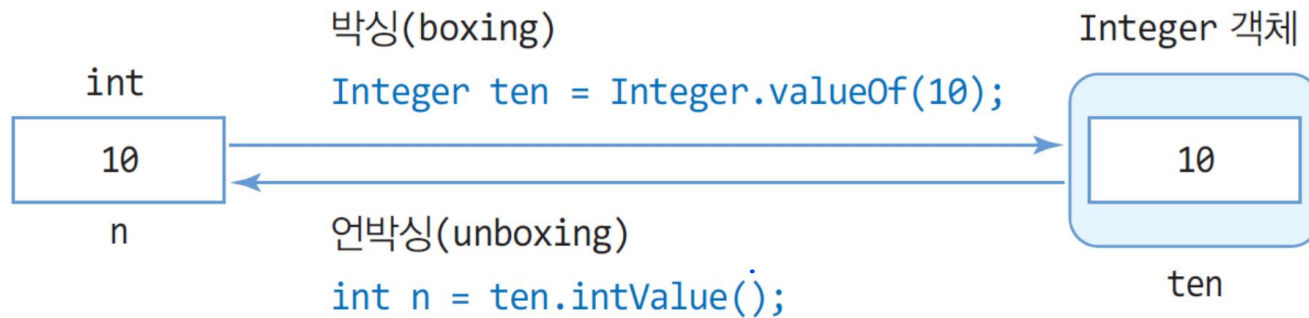 박싱(boxing)
Integer 객체
int
Integer ten = Integer.valueOf(10);
10
10
n
언박싱(unboxing)
ten
int n = ten.intValue();